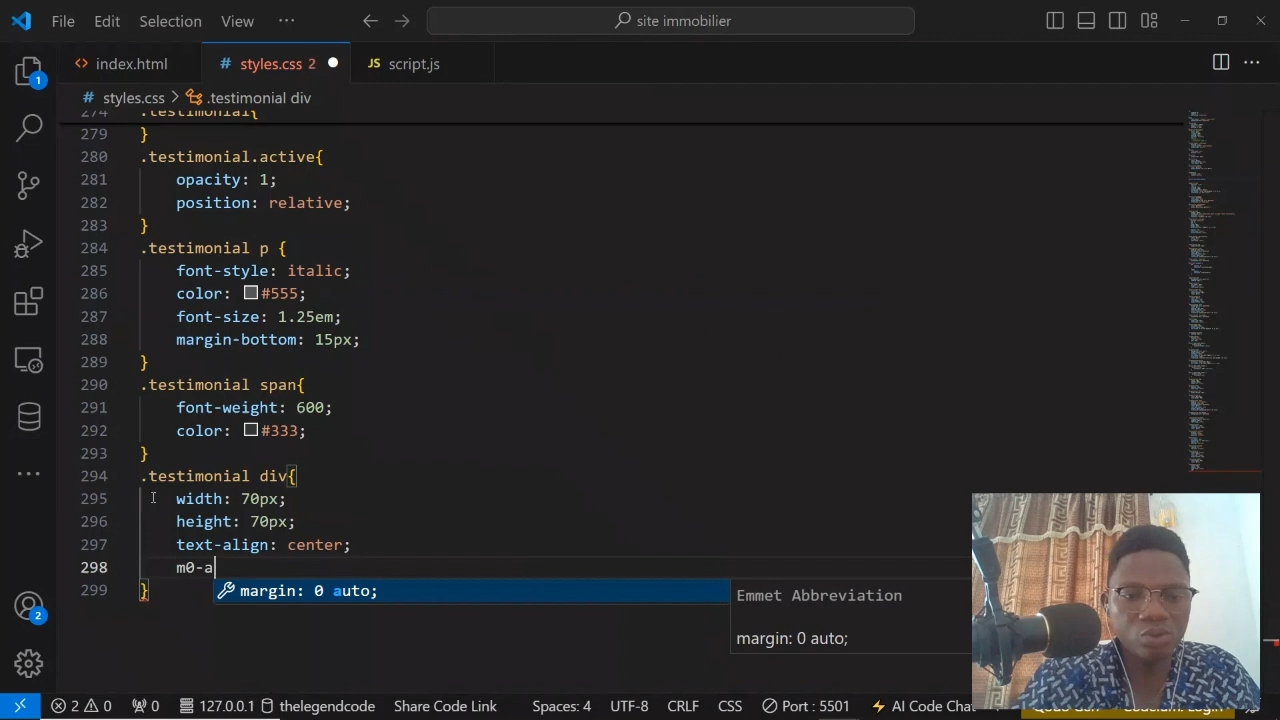 File Edit Selection View ··· site immobilier
index.html styles.css 2 JS script.js
# styles.css > .testimonial div
274 .testimonial{
279 }
280 .testimonial.active{
281 opacity: 1;
282 position: relative;
283 }
284 .testimonial p {
285 font-style: italic;
286 color: #555;
287 font-size: 1.25em;
288 margin-bottom: 15px;
289 }
290 .testimonial span{
291 font-weight: 600;
292 color: #333;
293 }
294 .testimonial div{
295 width: 70px;
296 height: 70px;
297 text-align: center;
298 m0-a
299 }
margin: 0 auto;
Emmet Abbreviation
margin: 0 auto;
1
2
2 0 0 127.0.0.1 thelegendcode Share Code Link Spaces: 4 UTF-8 CRLF CSS Port : 5501 AI Code Chat